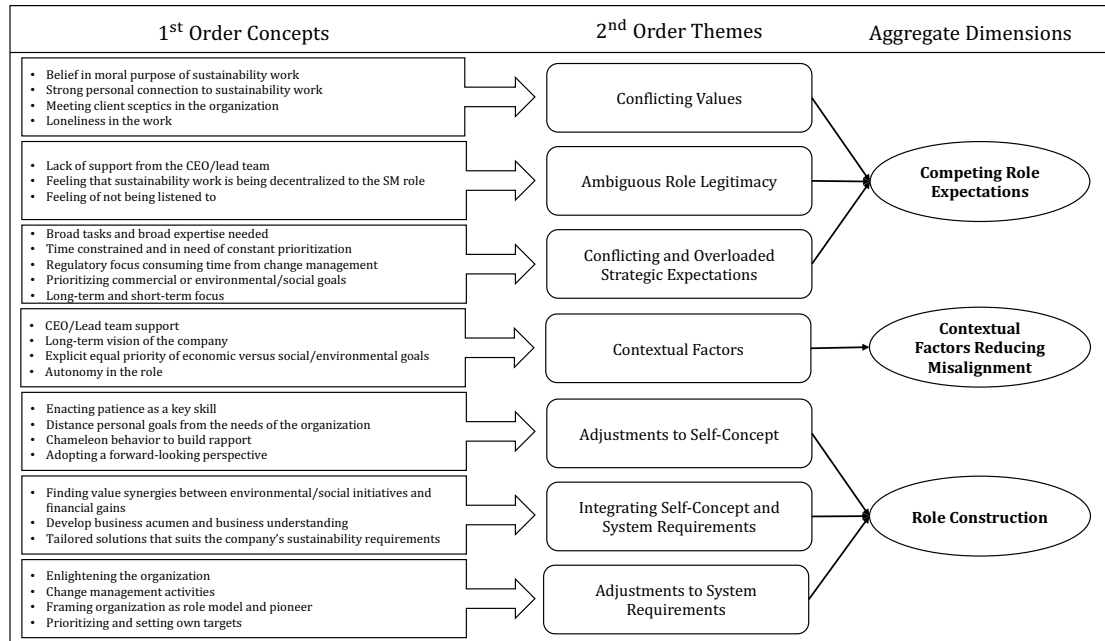 1st Order Concepts
2nd Order Themes
Aggregate Dimensions
• Belief in moral purpose of sustainability work
• Strong personal connection to sustainability work
• Meeting client sceptics in the organization
• Loneliness in the work
Conflicting Values
• Lack of support from the CEO/lead team
• Feeling that sustainability work is being decentralized to the SM role
• Feeling of not being listened to
Ambiguous Role Legitimacy
Competing Role
Expectations
• Broad tasks and broad expertise needed
• Time constrained and in need of constant prioritization
• Regulatory focus consuming time from change management
• Prioritizing commercial or environmental/social goals
• Long-term and short-term focus
Conflicting and Overloaded
Strategic Expectations
• CEO/Lead team support
• Long-term vision of the company
• Explicit equal priority of economic versus social/environmental goals
• Autonomy in the role
Contextual Factors
Contextual
Factors Reducing
Misalignment
• Enacting patience as a key skill
• Distance personal goals from the needs of the organization
• Chameleon behavior to build rapport
• Adopting a forward-looking perspective
Adjustments to Self-Concept
• Finding value synergies between environmental/social initiatives and
financial gains
• Develop business acumen and business understanding
• Tailored solutions that suits the company's sustainability requirements
Integrating Self-Concept and
System Requirements
Role Construction
• Enlightening the organization
• Change management activities
• Framing organization as role model and pioneer
• Prioritizing and setting own targets
Adjustments to System
Requirements